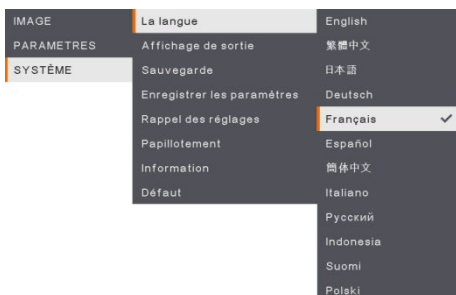 IMAGE
PARAMETRES
SYSTÈME
La langue
Affichage de sortie
Sauvegarde
Enregistrer les paramètres
Rappel des réglages
Papillotement
Information
Défaut
English
繁體中文
日本語
Deutsch
Français
Español
簡体中文
Italiano
Русский
Indonesia
Suomi
Polski